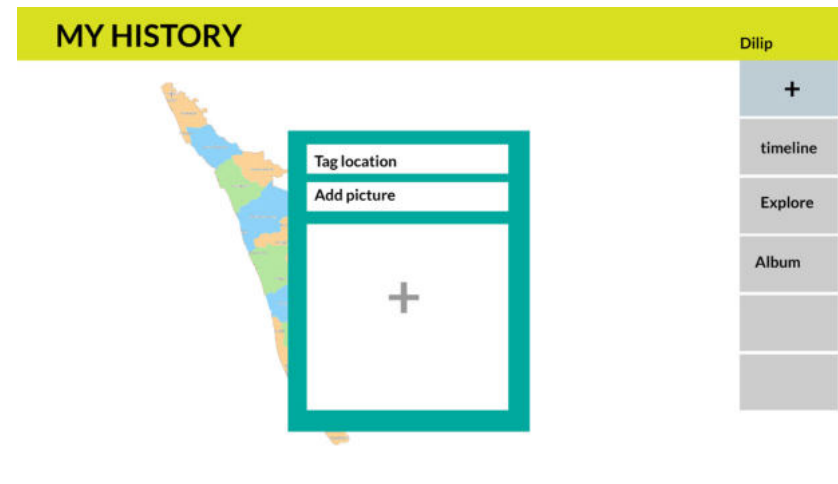 MY HISTORY
Dilip
+
timeline
Explore
Album
Tag location
Add picture
+